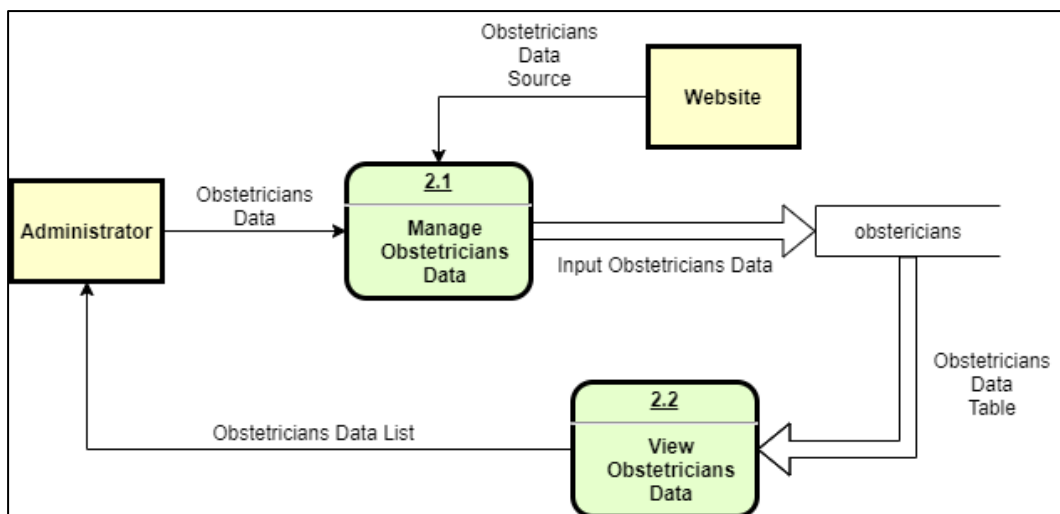 Obstetricians
Data
Source
Website
2.1
Manage
Obstetricians
Data
Obstetricians
Data
Administrator
Input Obstetricians Data
obstericians
Obstetricians
Data
Table
2.2
View
Obstetricians
Data
Obstetricians Data List